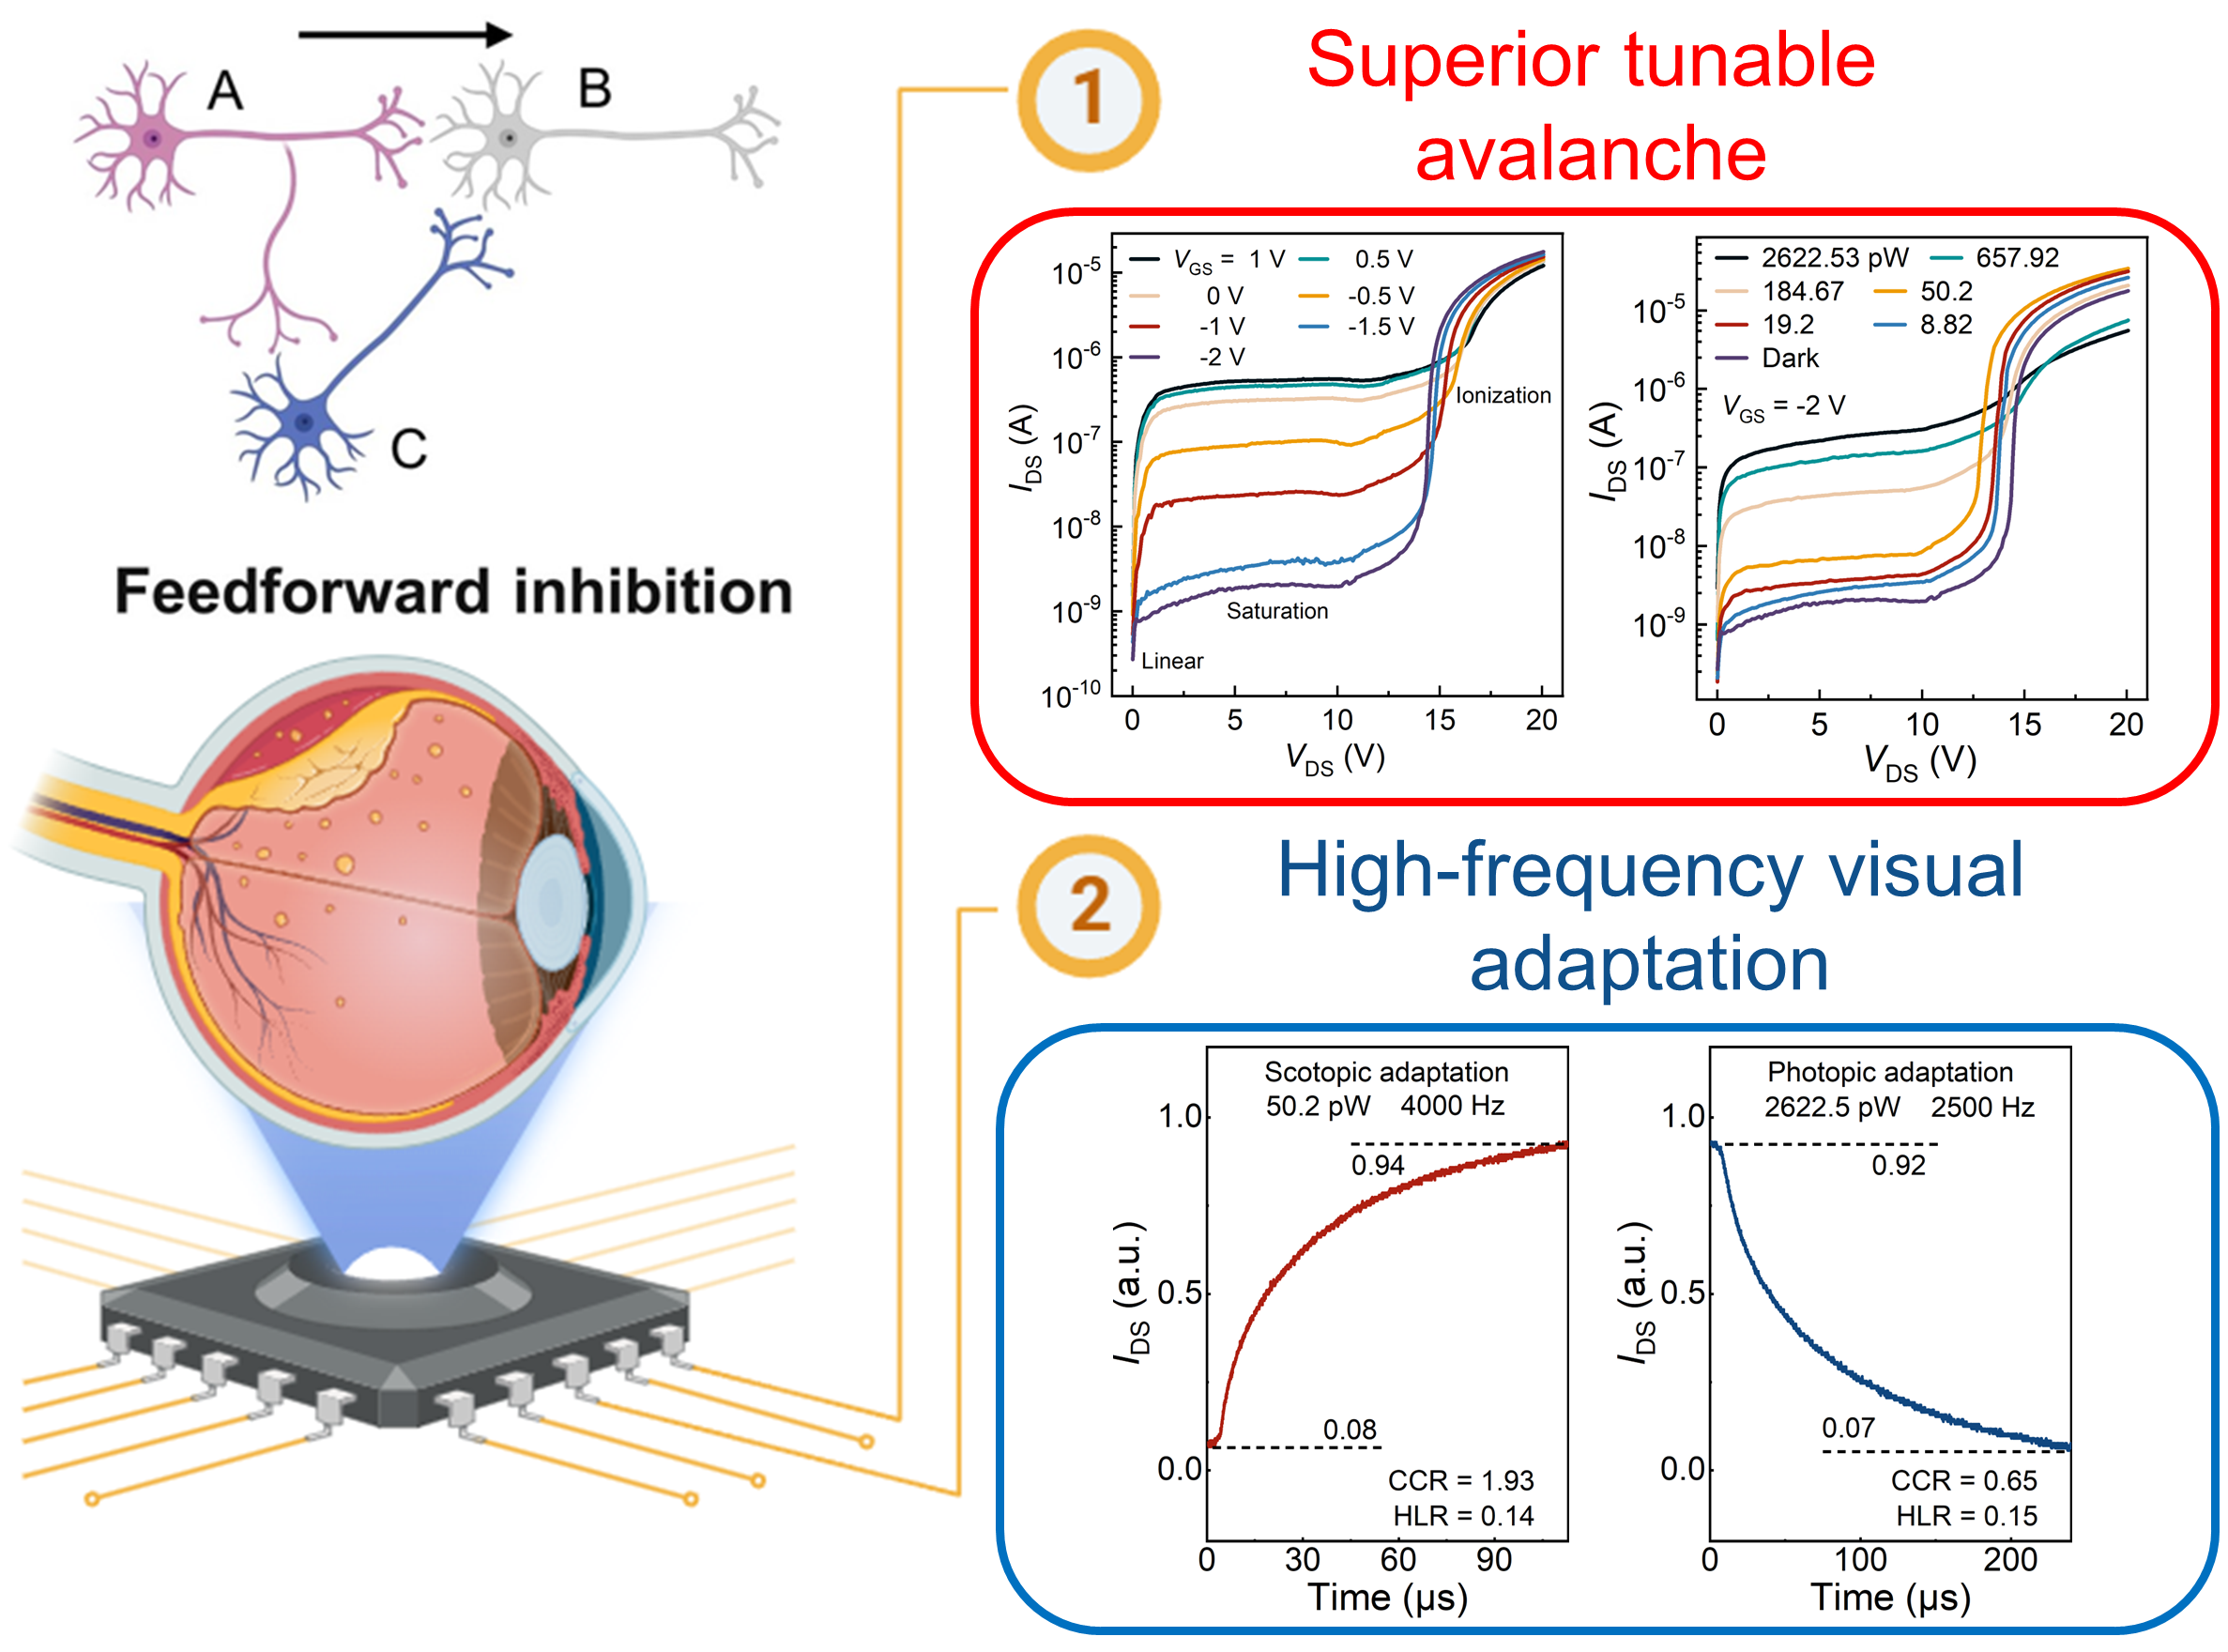 A
B
C
Feedforward inhibition
1
Superior tunable
avalanche
VGS = 1 V
0.5 V
0 V
-0.5 V
-1 V
-1.5 V
-2 V
Ionization
Saturation
Linear
10-5
10-6
10-7
10-8
10-9
10-10
IDS (A)
0 5 10 15 20
VDS (V)
2622.53 pW
657.92
184.67
50.2
19.2
8.82
Dark
VGS = -2 V
10-5
10-6
10-7
10-8
10-9
IDS (A)
0 5 10 15 20
VDS (V)
2
High-frequency visual
adaptation
Scotopic adaptation
50.2 pW 4000 Hz
0.94
0.08
CCR = 1.93
HLR = 0.14
1.0
0.5
0.0
IDS (a.u.)
0 30 60 90
Time (μs)
Photopic adaptation
2622.5 pW 2500 Hz
0.92
0.07
CCR = 0.65
HLR = 0.15
1.0
0.5
0.0
IDS (a.u.)
0 100 200
Time (μs)